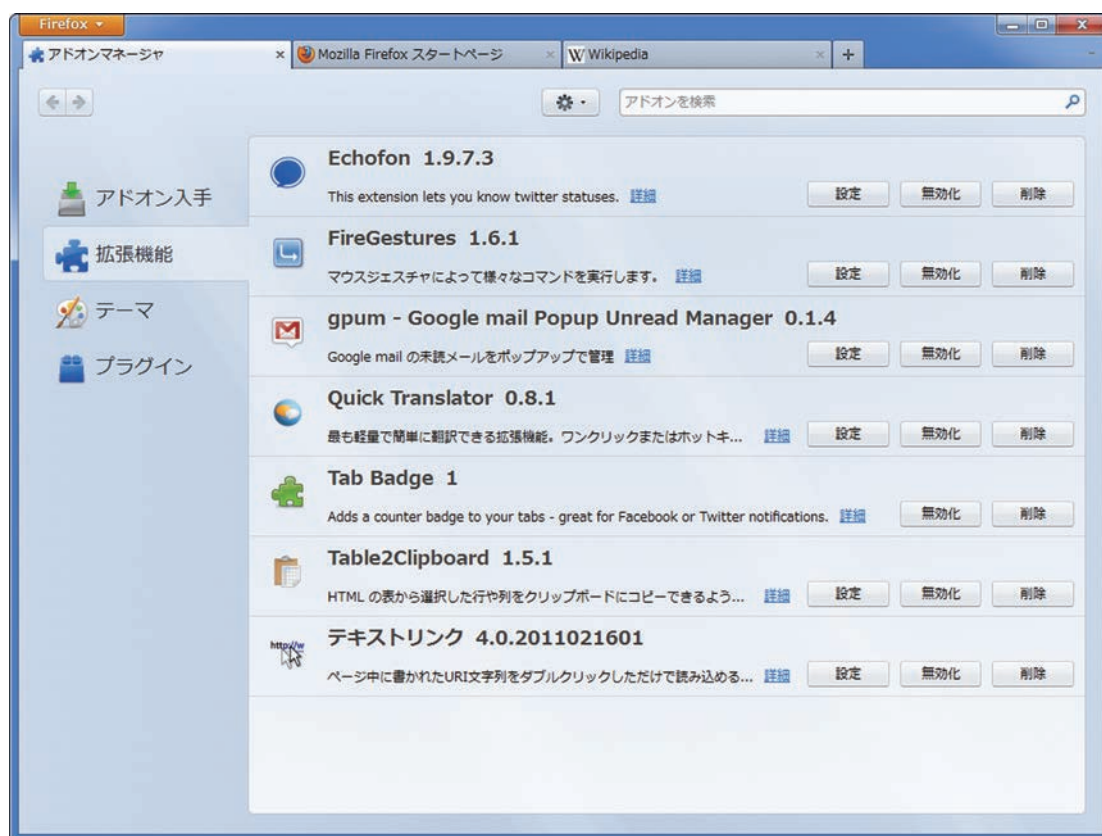 Firefox
アドオンマネージャ
Mozilla Firefox スタートページ
Wikipedia
アドオンを検索
アドオン入手
拡張機能
テーマ
プラグイン
Echofon 1.9.7.3
This extension lets you know twitter statuses. 詳細
設定 無効化 削除
FireGestures 1.6.1
マウスジェスチャによって様々なコマンドを実行します。 詳細
設定 無効化 削除
gpum - Google mail Popup Unread Manager 0.1.4
Google mail の未読メールをポップアップで管理 詳細
設定 無効化 削除
Quick Translator 0.8.1
最も軽量で簡単に翻訳できる拡張機能。ワンクリックまたはホットキ... 詳細
設定 無効化 削除
Tab Badge 1
Adds a counter badge to your tabs - great for Facebook or Twitter notifications. 詳細
無効化 削除
Table2Clipboard 1.5.1
HTML の表から選択した行や列をクリップボードにコピーできるよう... 詳細
設定 無効化 削除
http://w
テキストリンク 4.0.2011021601
ページ中に書かれたURI文字列をダブルクリックしただけで読み込める... 詳細
設定 無効化 削除